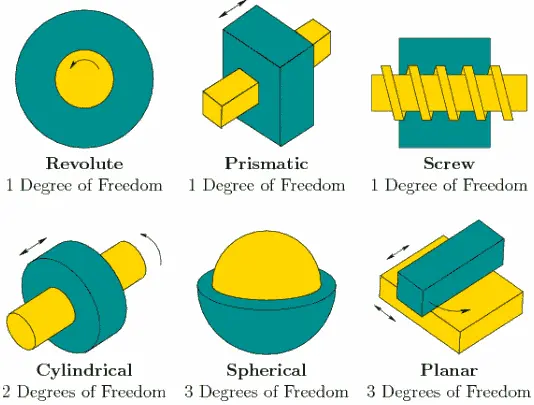 Revolute
1 Degree of Freedom
Prismatic
1 Degree of Freedom
Screw
1 Degree of Freedom
Cylindrical
2 Degrees of Freedom
Spherical
3 Degrees of Freedom
Planar
3 Degrees of Freedom